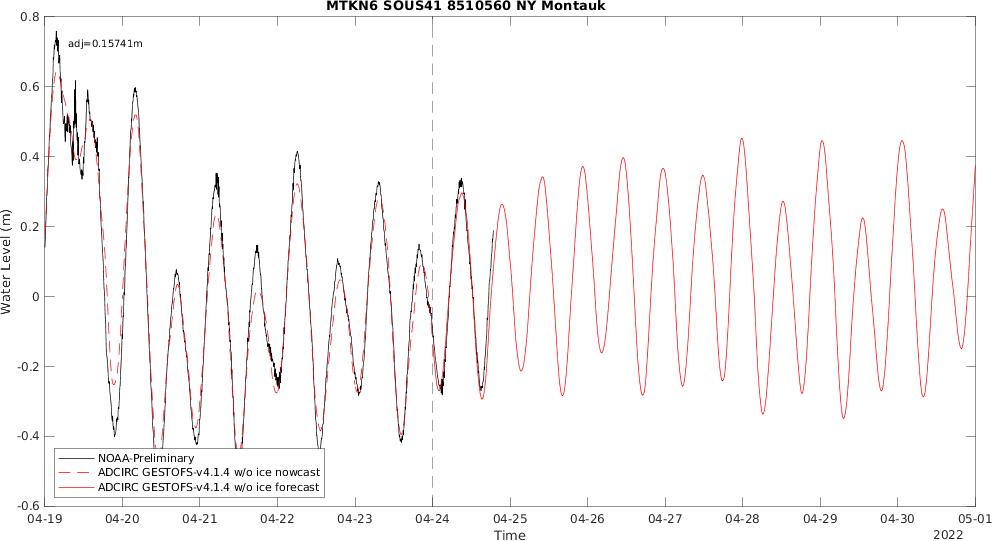 MTKN6 SOUS41 8510560 NY Montauk
adj=0.15741m
0.8
0.6
0.4
0.2
0
-0.2
-0.4
-0.6
Water Level (m)
NOAA-Preliminary
ADCIRC GESTOFS-v4.1.4 w/o ice nowcast
ADCIRC GESTOFS-v4.1.4 w/o ice forecast
04-19 04-20 04-21 04-22 04-23 04-24 04-25 04-26 04-27 04-28 04-29 04-30 05-01
Time
2022